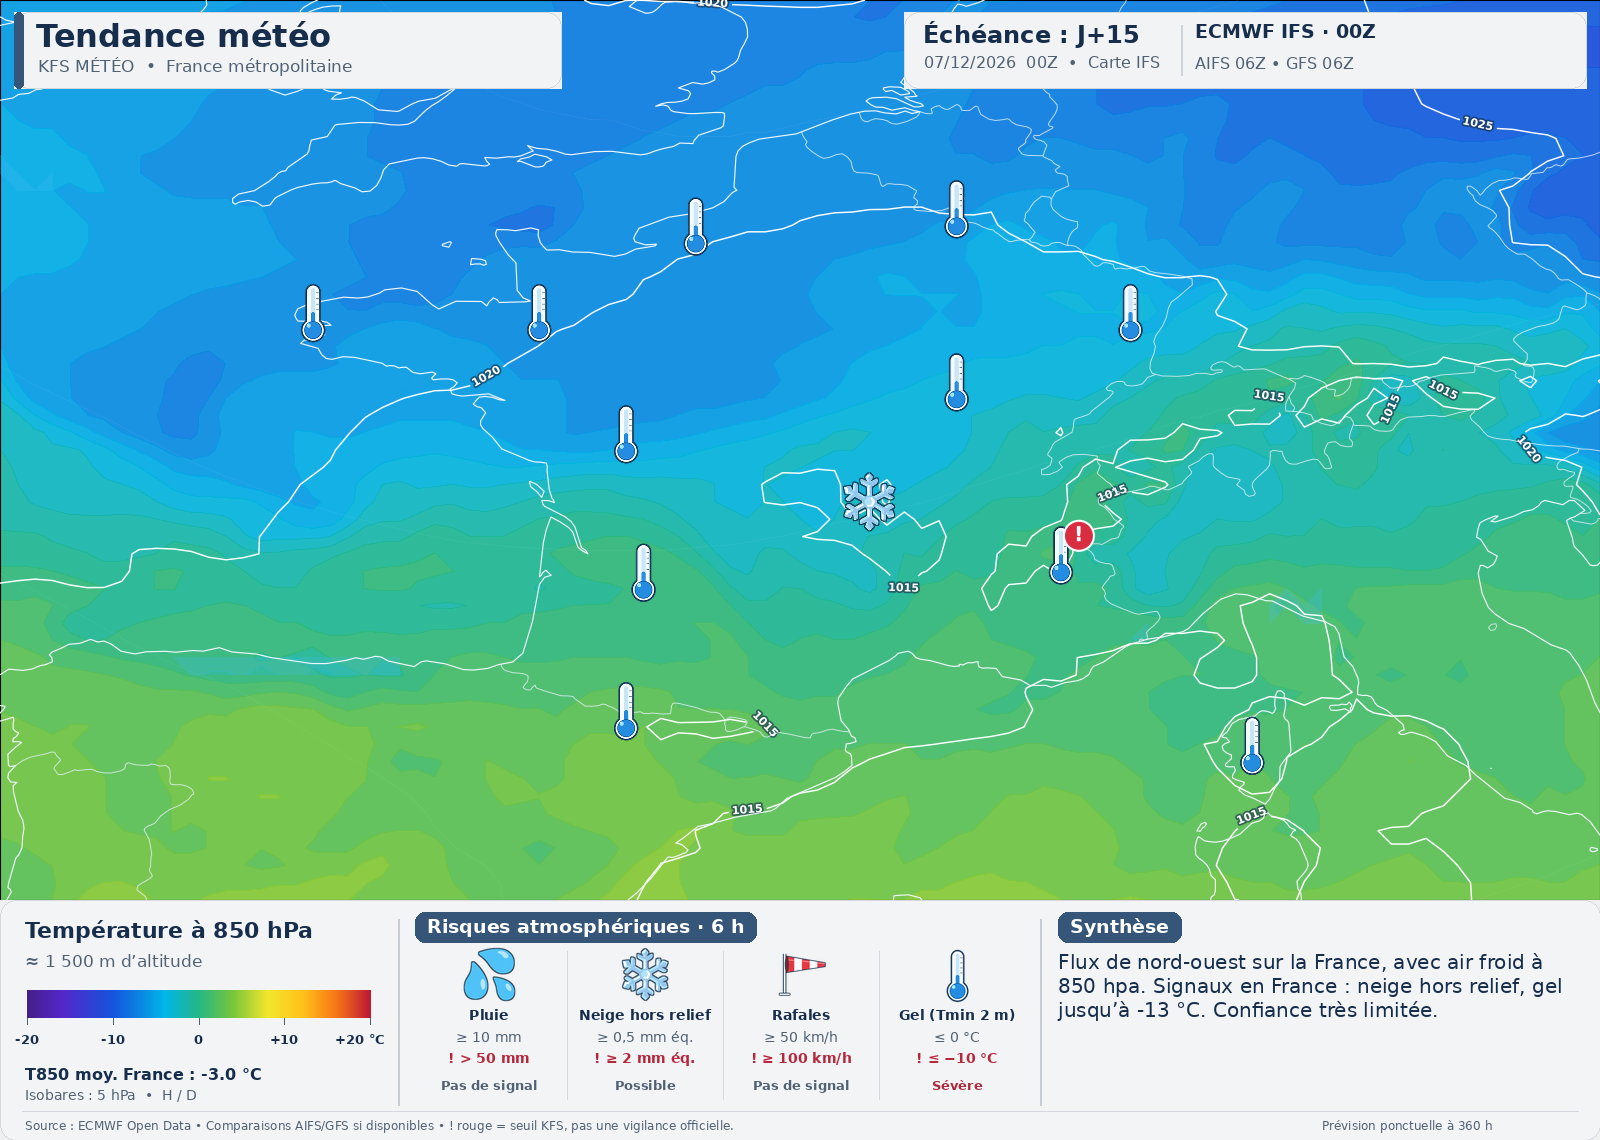 1020
Tendance météo
KFS MÉTÉO • France métropolitaine
Échéance : J+15
07/12/2026 00Z • Carte IFS
ECMWF IFS · 00Z
AIFS 06Z • GFS 06Z
1025
1020
1015
1015
1015
1020
1015
1015
1015
1015
1015
!
Température à 850 hPa
≈ 1 500 m d’altitude
-20 -10 0 +10 +20 °C
T850 moy. France : -3.0 °C
Isobares : 5 hPa • H / D
Risques atmosphériques · 6 h
Pluie
≥ 10 mm
! > 50 mm
Pas de signal
Neige hors relief
≥ 0,5 mm éq.
! ≥ 2 mm éq.
Possible
Rafales
≥ 50 km/h
! ≥ 100 km/h
Pas de signal
Gel (Tmin 2 m)
≤ 0 °C
! ≤ −10 °C
Sévère
Synthèse
Flux de nord-ouest sur la France, avec air froid à
850 hpa. Signaux en France : neige hors relief, gel
jusqu’à -13 °C. Confiance très limitée.
Source : ECMWF Open Data • Comparaisons AIFS/GFS si disponibles • ! rouge = seuil KFS, pas une vigilance officielle.
Prévision ponctuelle à 360 h